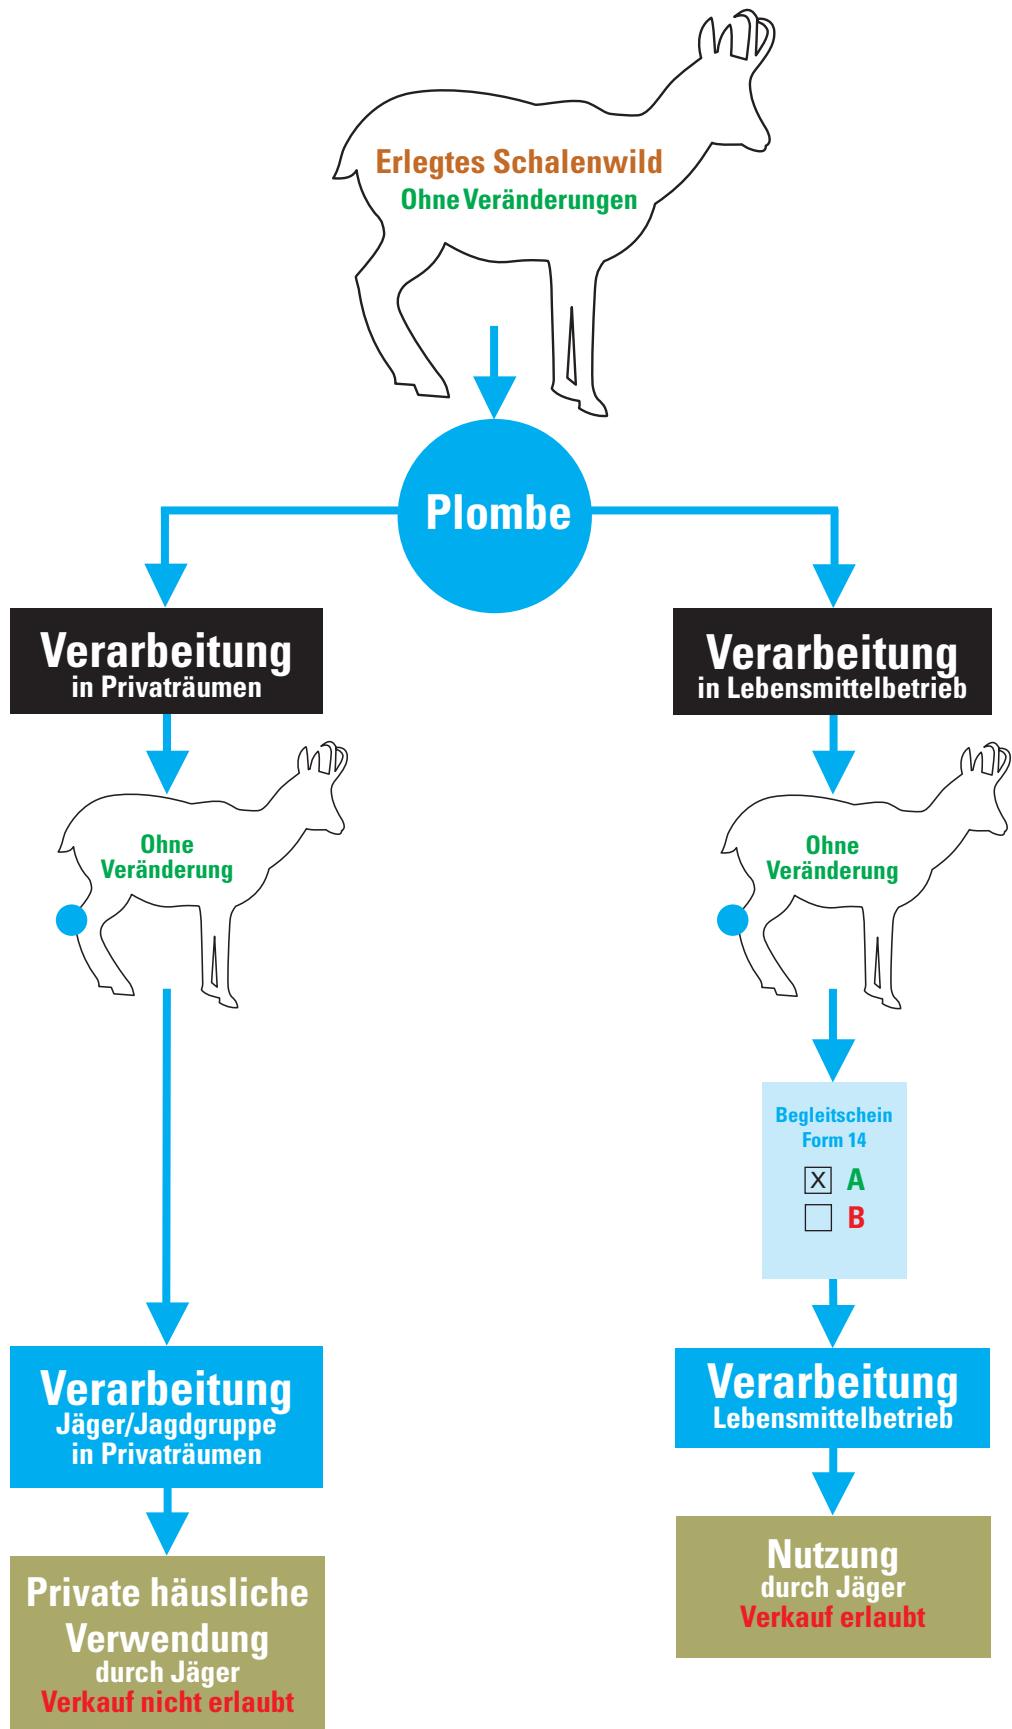 Erlegtes Schalenwild
Ohne Veränderungen
Plombe
Verarbeitung
in Privaträumen
Ohne
Veränderung
Verarbeitung
Jäger/Jagdgruppe
in Privaträumen
Private häusliche
Verwendung
durch Jäger
Verkauf nicht erlaubt
Verarbeitung
in Lebensmittelbetrieb
Ohne
Veränderung
Begleitschein
Form 14
X A
B
Verarbeitung
Lebensmittelbetrieb
Nutzung
durch Jäger
Verkauf erlaubt